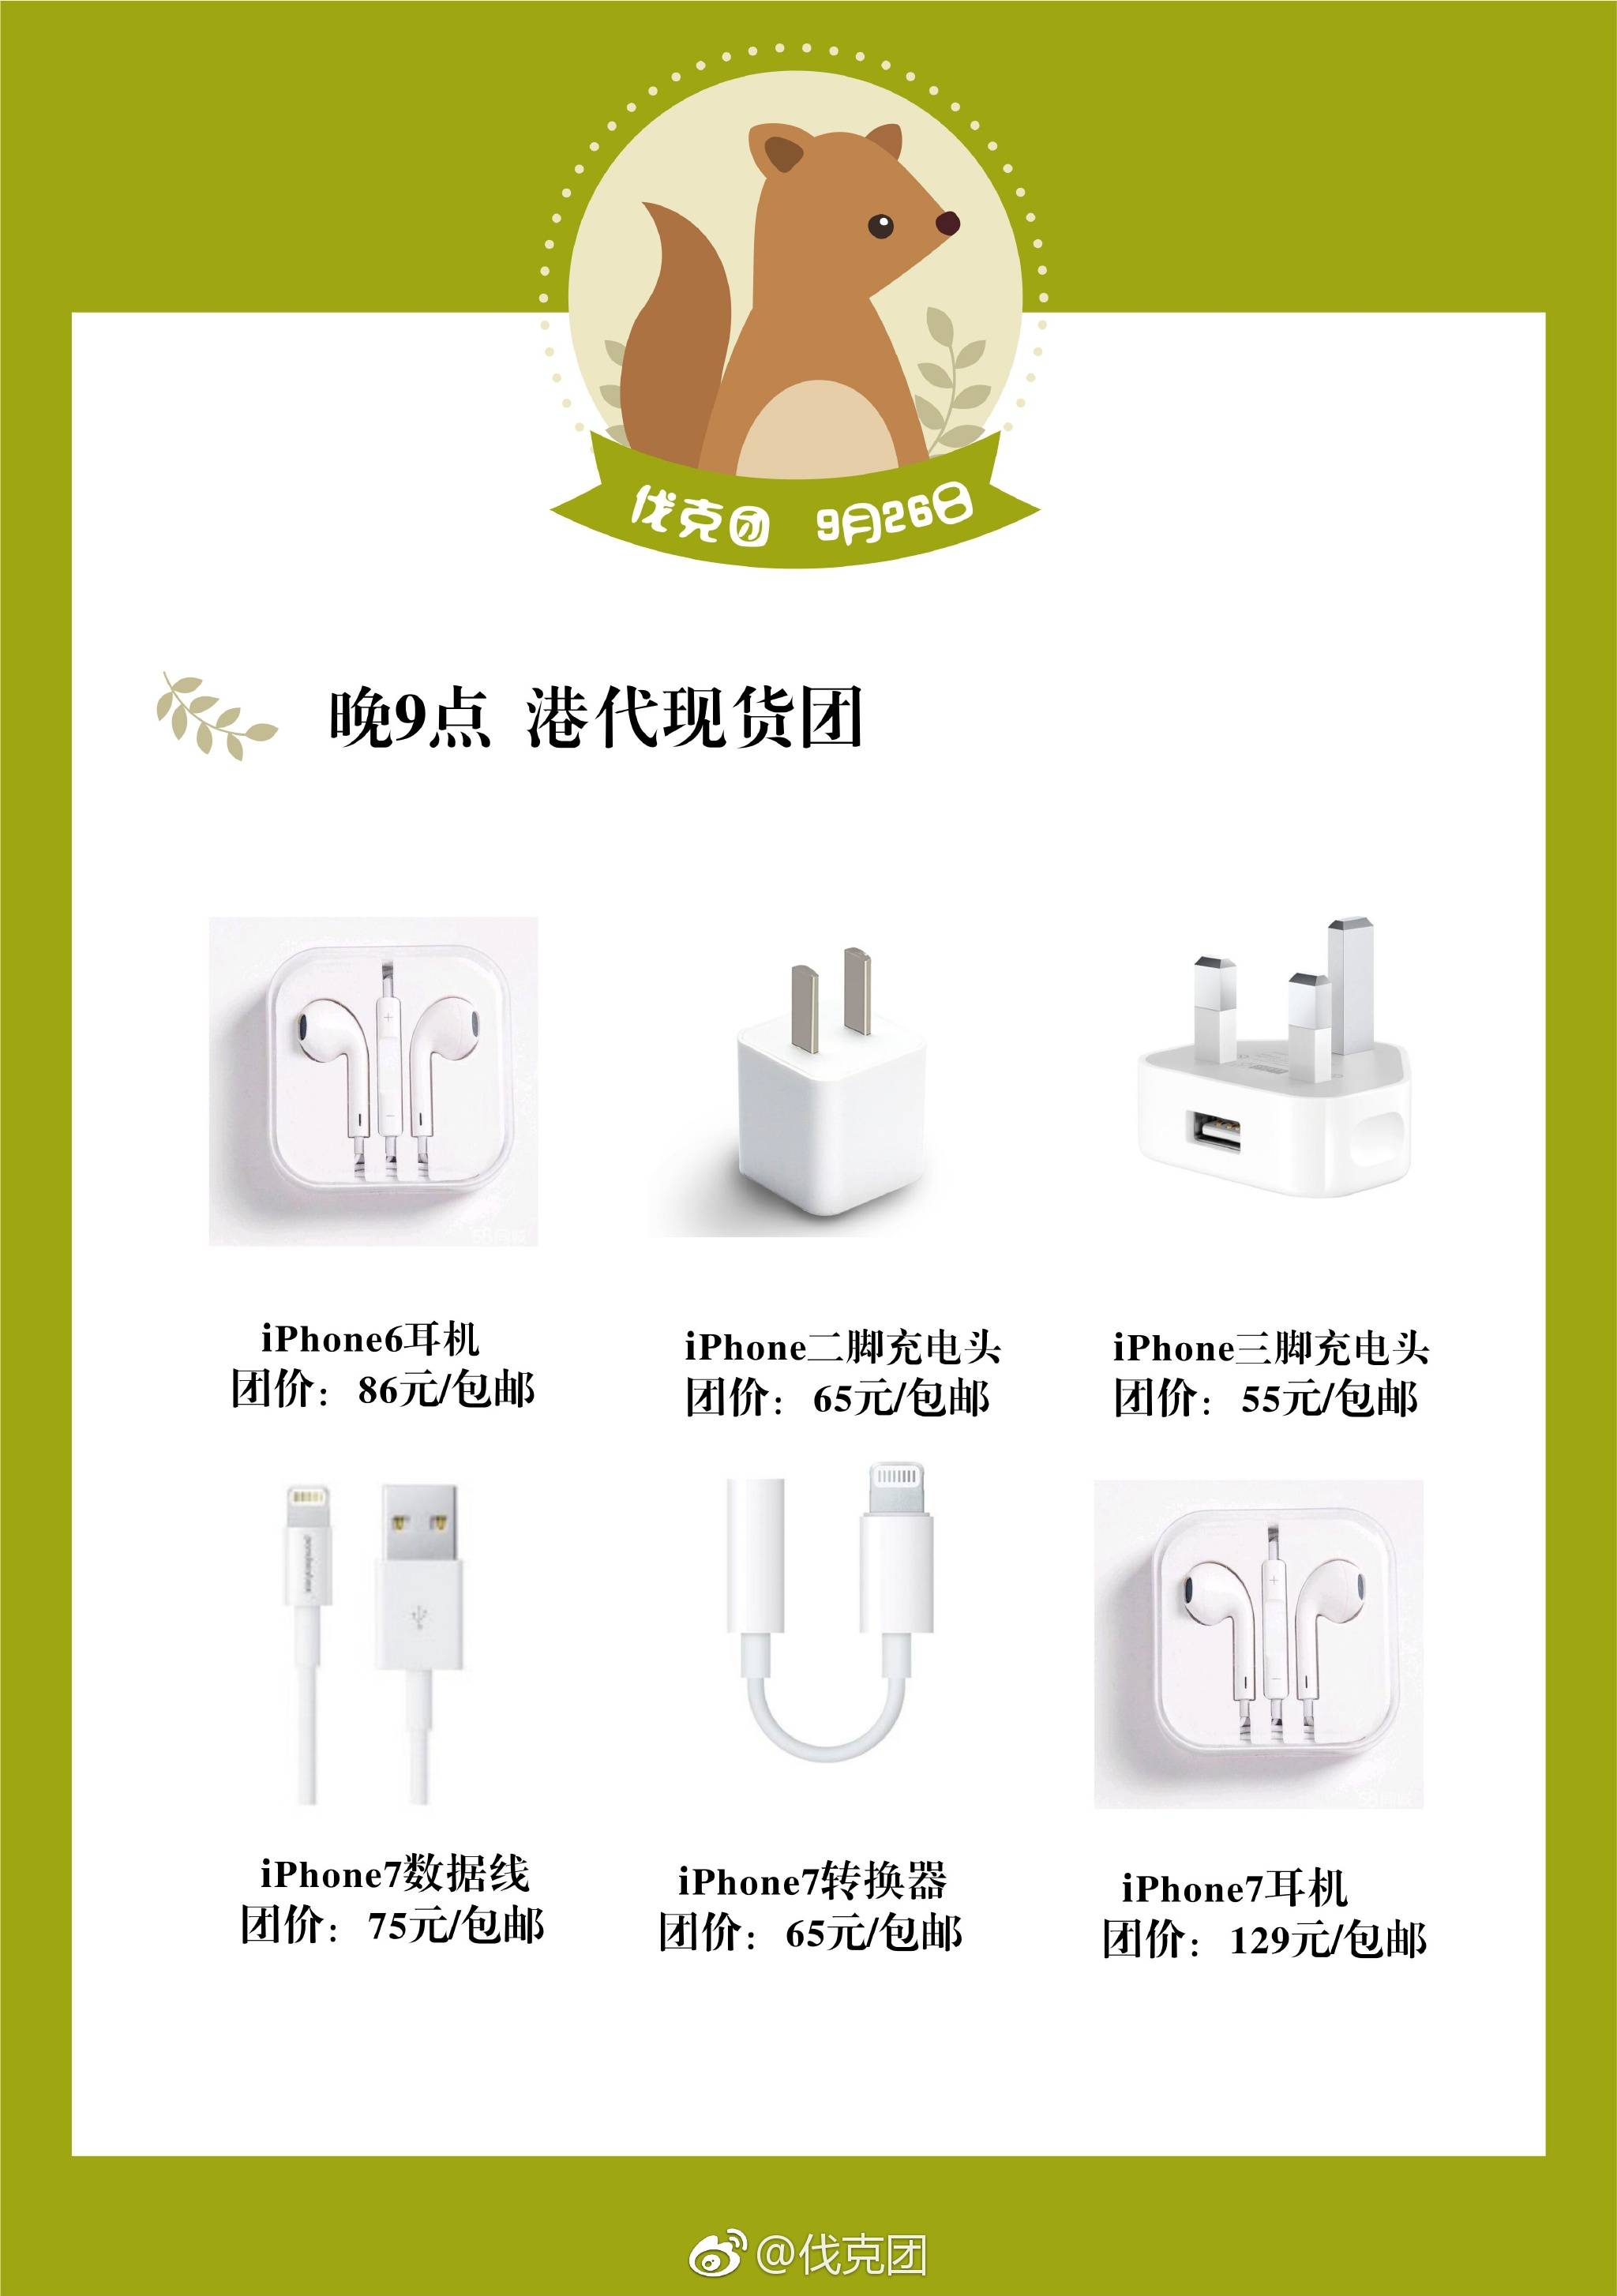 伐克团 9月26日
晚9点 港代现货团
iPhone6耳机
团价：86元/包邮
iPhone二脚充电头
团价：65元/包邮
iPhone三脚充电头
团价：55元/包邮
iPhone7数据线
团价：75元/包邮
iPhone7转换器
团价：65元/包邮
iPhone7耳机
团价：129元/包邮
@伐克团